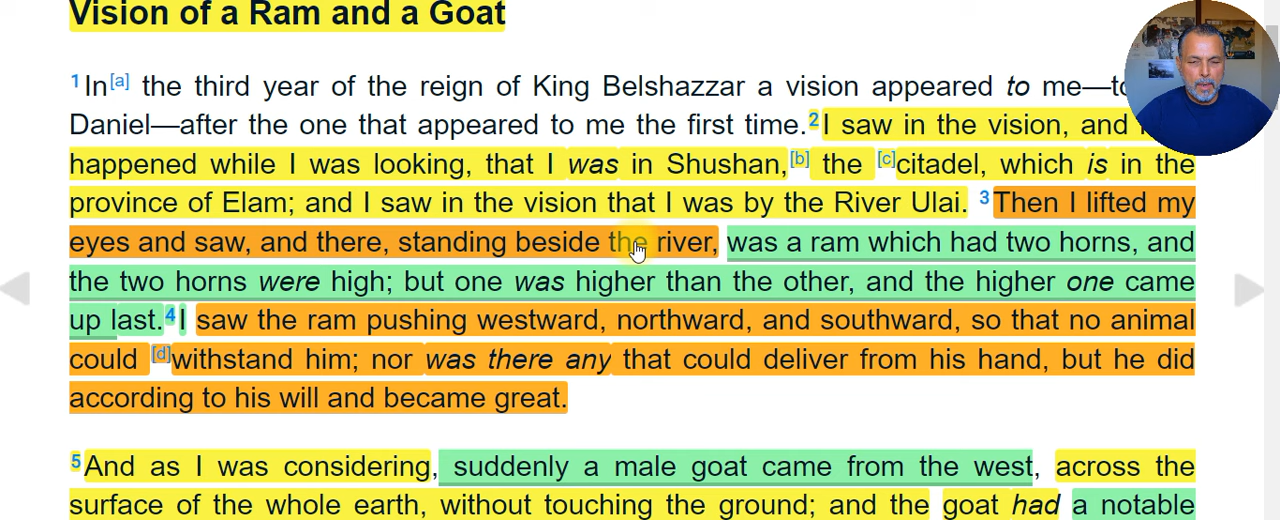 Vision of a Ram and a Goat
1 In[a] the third year of the reign of King Belshazzar a vision appeared to me—to
Daniel—after the one that appeared to me the first time. 2 I saw in the vision, and
happened while I was looking, that I was in Shushan,[b] the [c]citadel, which is in the
province of Elam; and I saw in the vision that I was by the River Ulai. 3 Then I lifted my
eyes and saw, and there, standing beside the river, was a ram which had two horns, and
the two horns were high; but one was higher than the other, and the higher one came
up last. 4 I saw the ram pushing westward, northward, and southward, so that no animal
could [d]withstand him; nor was there any that could deliver from his hand, but he did
according to his will and became great.
5 And as I was considering, suddenly a male goat came from the west, across the
surface of the whole earth, without touching the ground; and the goat had a notable